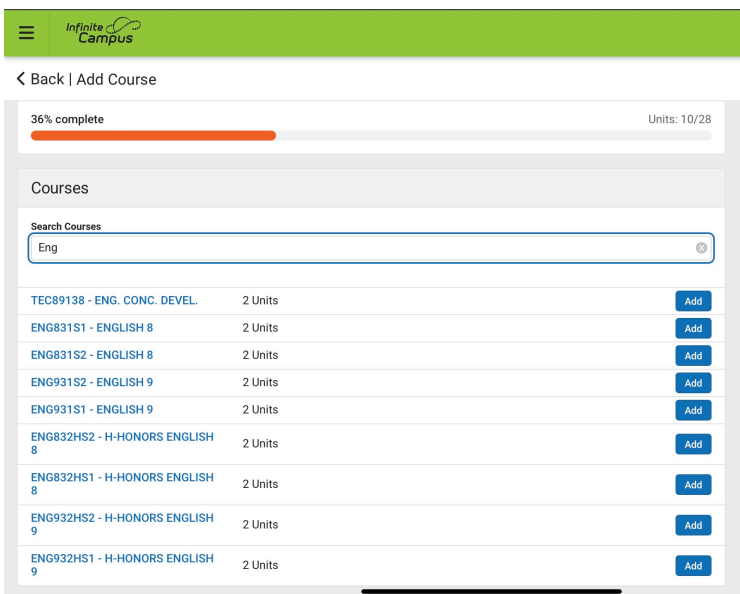 Infinite
Campus
Back | Add Course
36% complete Units: 10/28
Courses
Search Courses
Eng
TEC89138 - ENG. CONC. DEVEL. 2 Units Add
ENG831S1 - ENGLISH 8 2 Units Add
ENG831S2 - ENGLISH 8 2 Units Add
ENG931S2 - ENGLISH 9 2 Units Add
ENG931S1 - ENGLISH 9 2 Units Add
ENG832HS2 - H-HONORS ENGLISH
8 2 Units Add
ENG832HS1 - H-HONORS ENGLISH
8 2 Units Add
ENG932HS2 - H-HONORS ENGLISH
9 2 Units Add
ENG932HS1 - H-HONORS ENGLISH
9 2 Units Add